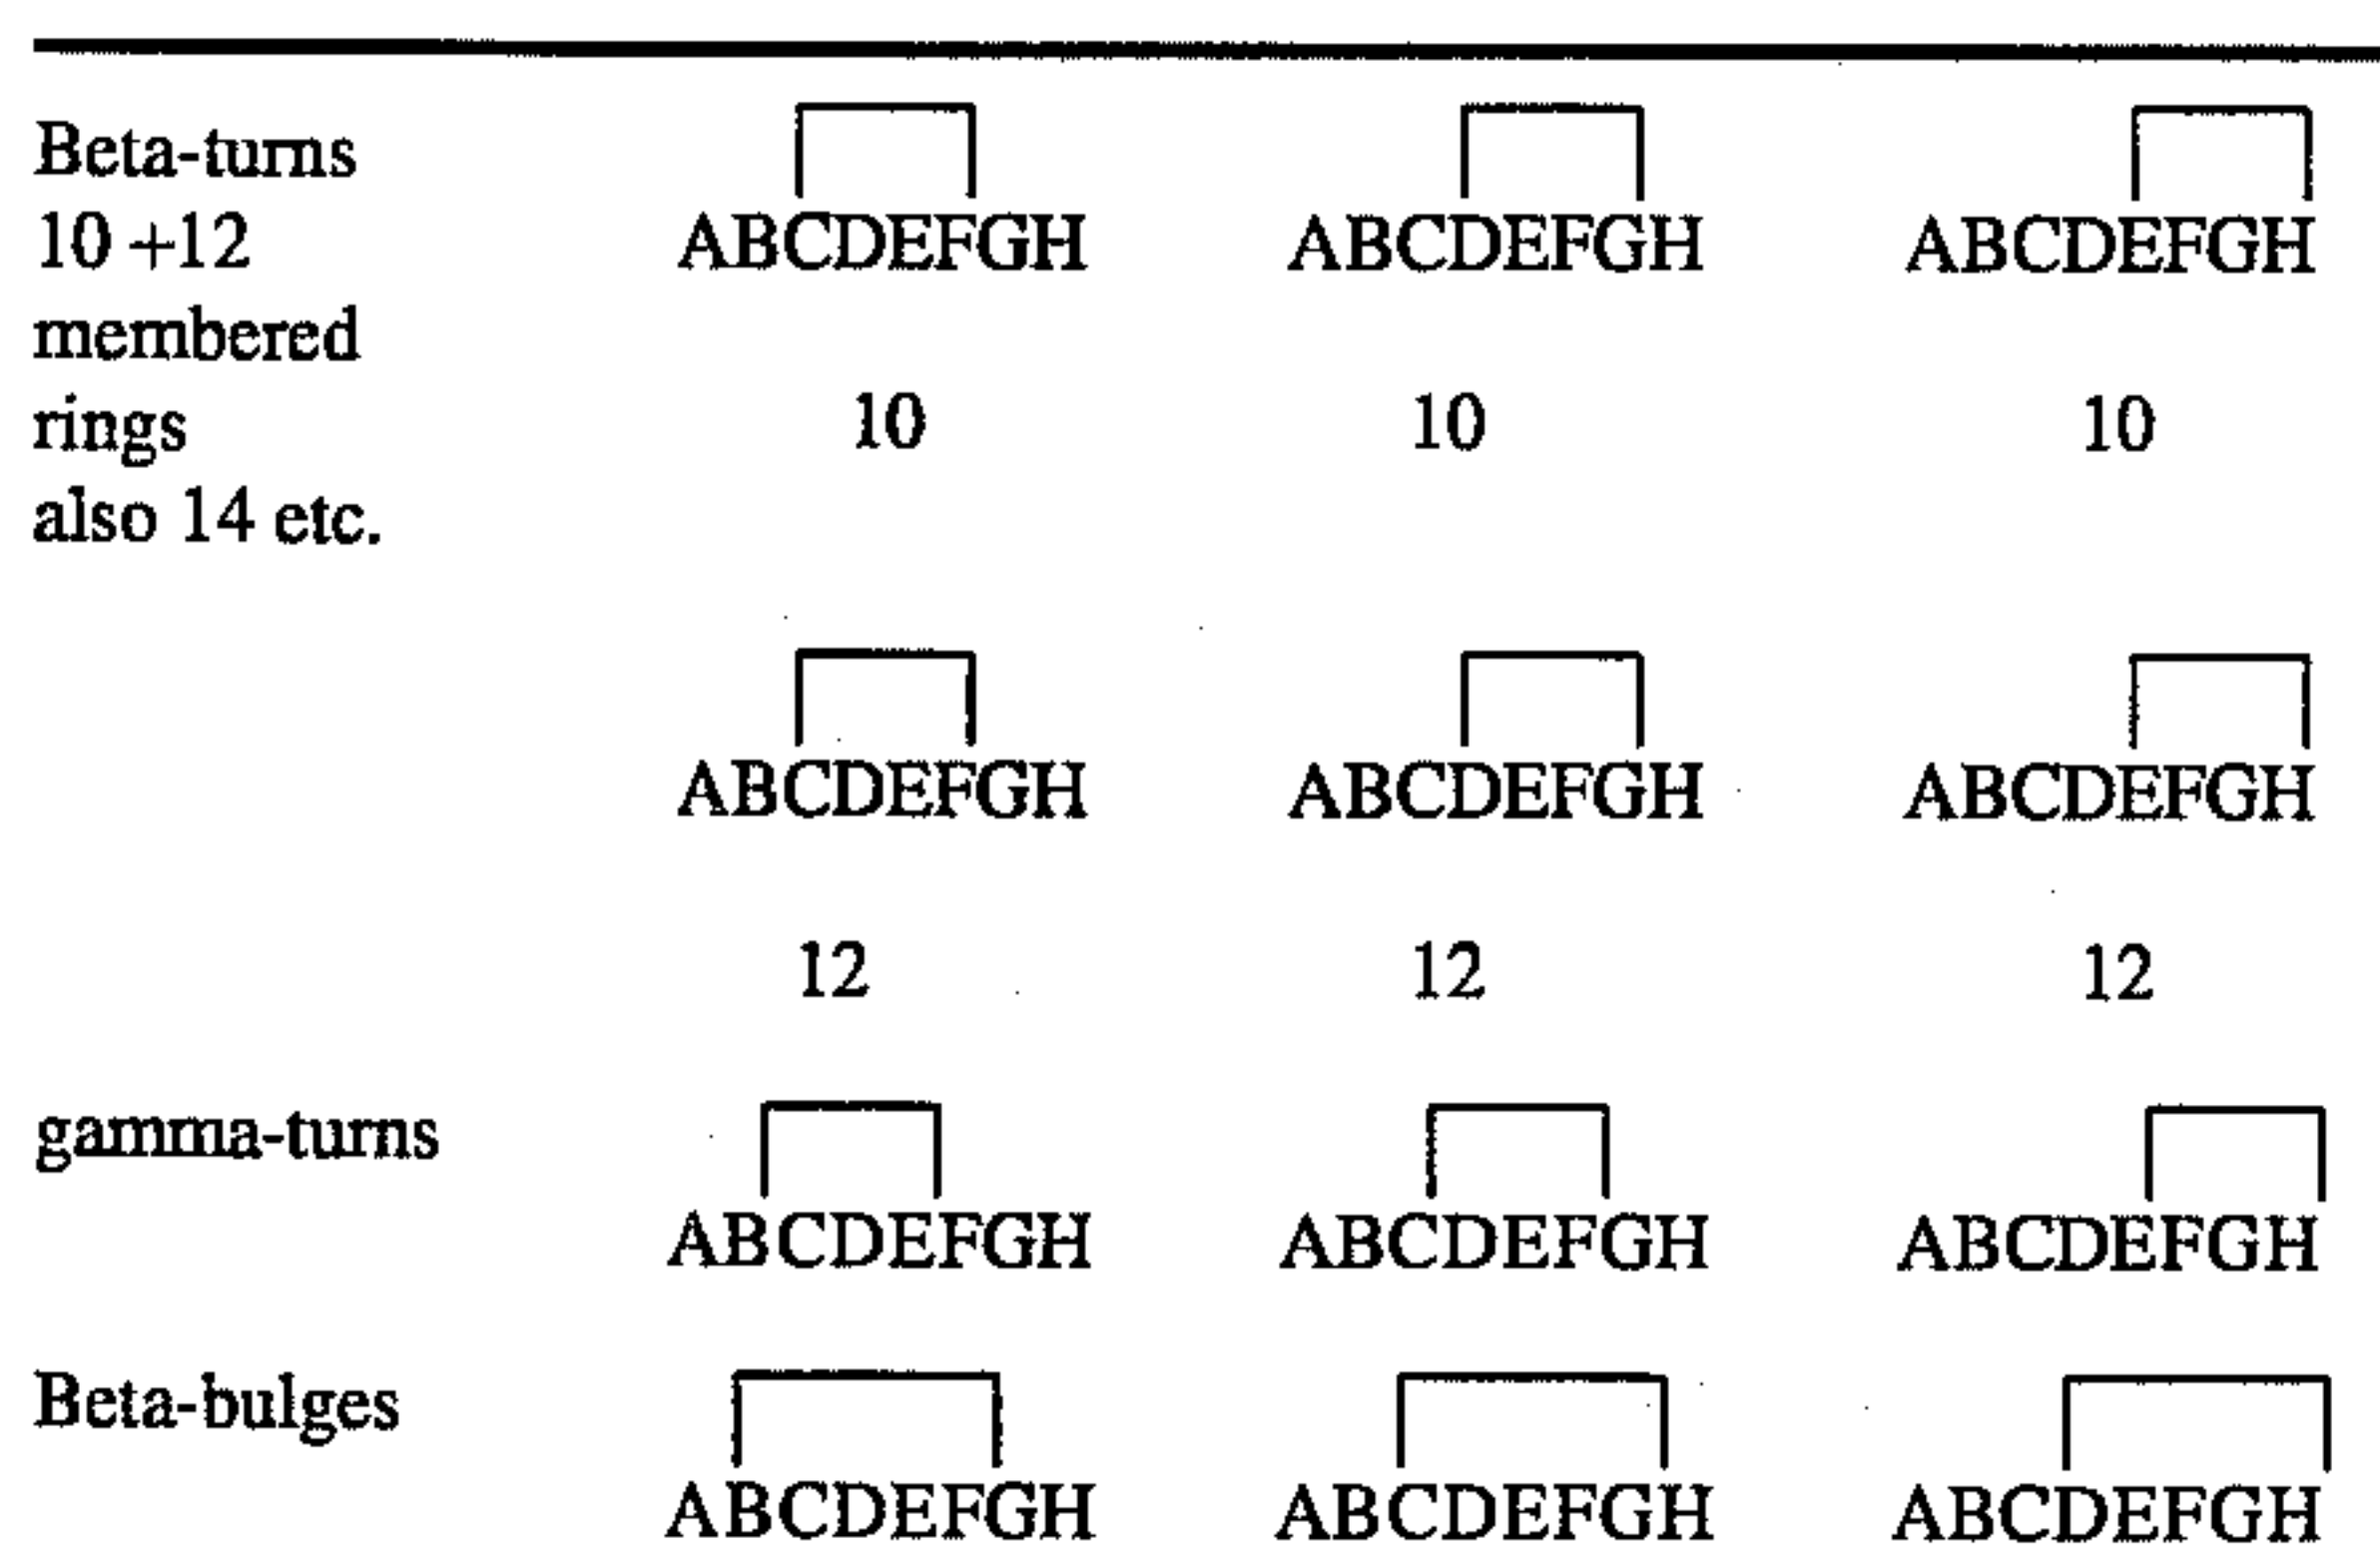 Beta-turns
10 +12 ABCDEFGH ABCDEFGH ABCDEFGH
membered
rings 10 10 10
also 14 etc.
ABCDEFGH ABCDEFGH ABCDEFGH
12 12 12
gamma-turns
ABCDEFGH ABCDEFGH ABCDEFGH
Beta-bulges
ABCDEFGH ABCDEFGH ABCDEFGH